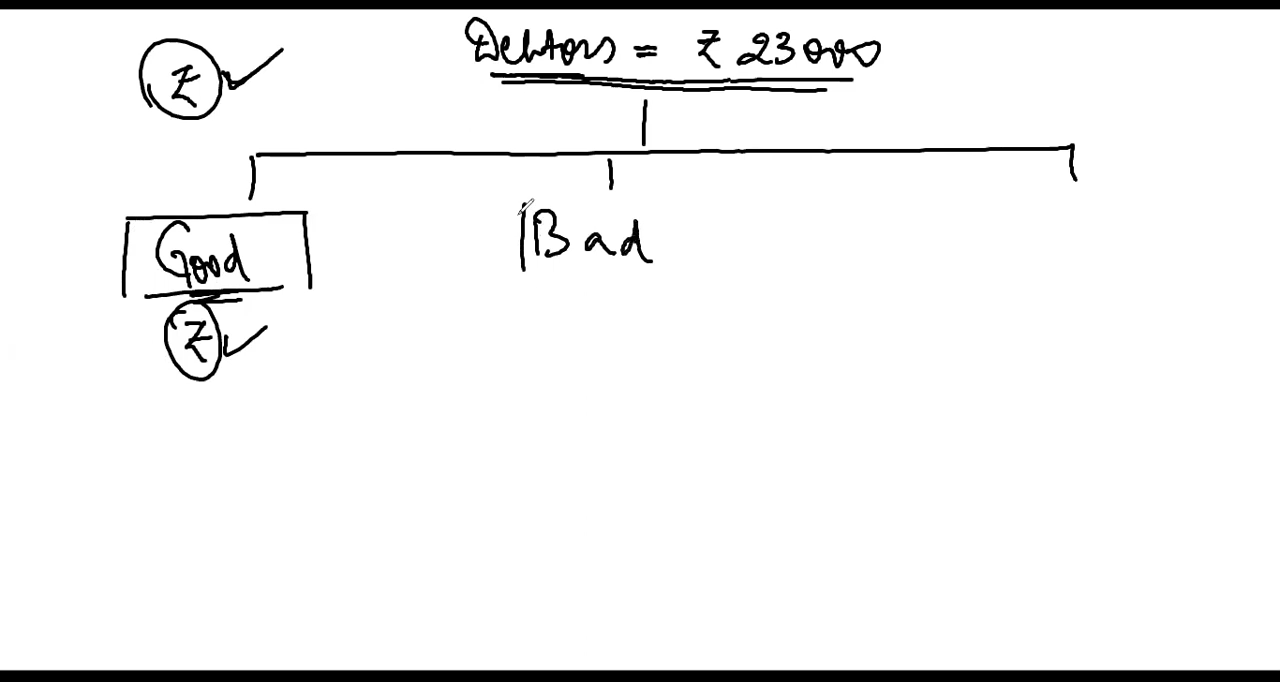 Debtors = ₹ 23000
₹
Good
Bad
₹